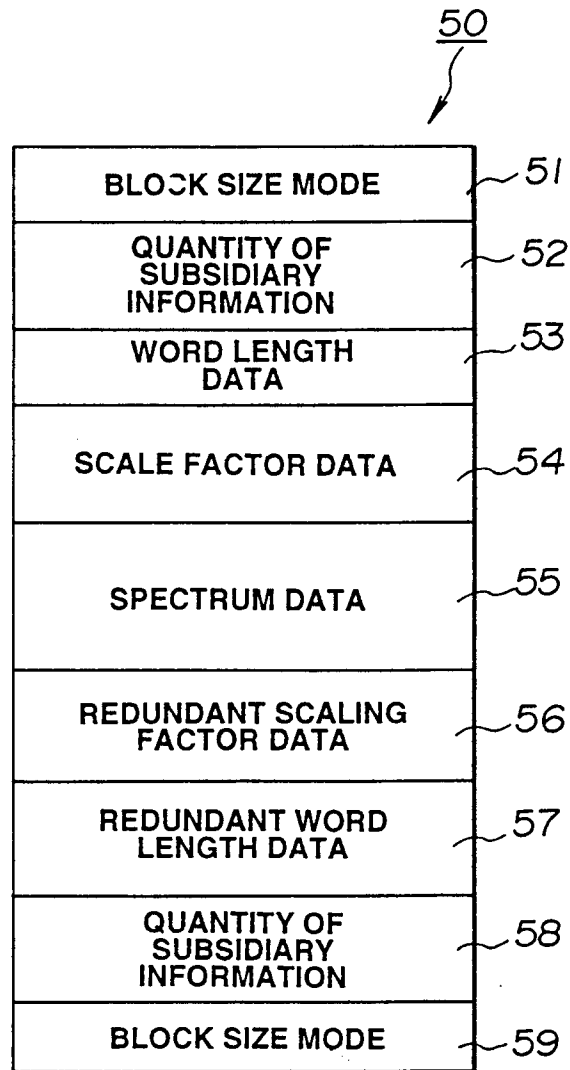 50
BLOCK SIZE MODE 51
QUANTITY OF
SUBSIDIARY
INFORMATION 52
WORD LENGTH
DATA 53
SCALE FACTOR DATA 54
SPECTRUM DATA 55
REDUNDANT SCALING
FACTOR DATA 56
REDUNDANT WORD
LENGTH DATA 57
QUANTITY OF
SUBSIDIARY
INFORMATION 58
BLOCK SIZE MODE 59